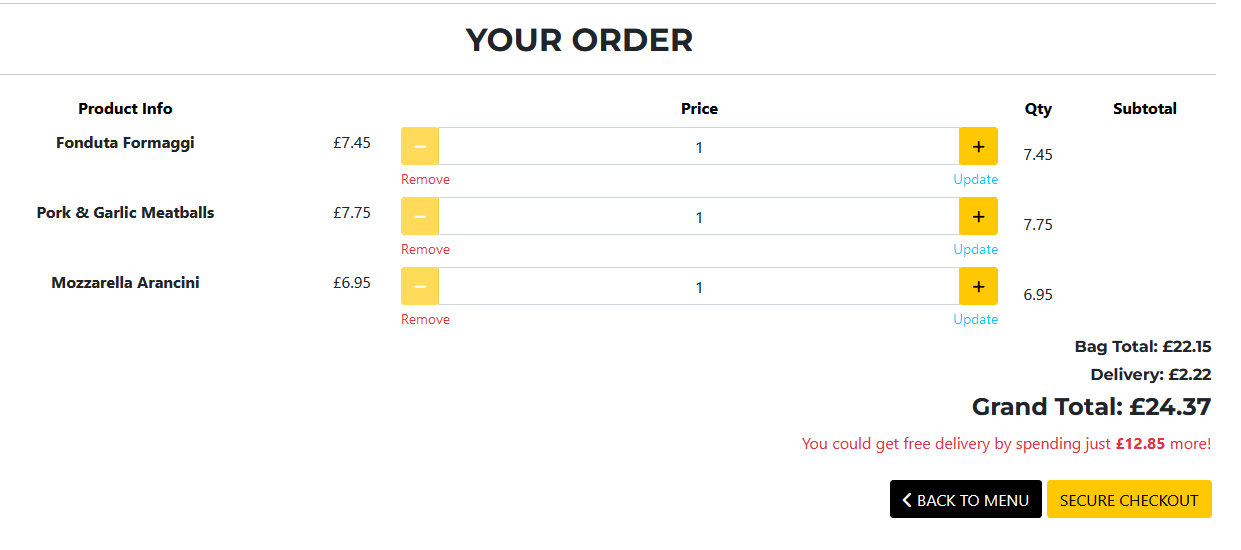 YOUR ORDER
Product Info Price Qty Subtotal
Fonduta Formaggi £7.45 − 1 + 7.45
Remove Update
Pork & Garlic Meatballs £7.75 − 1 + 7.75
Remove Update
Mozzarella Arancini £6.95 − 1 + 6.95
Remove Update
Bag Total: £22.15
Delivery: £2.22
Grand Total: £24.37
You could get free delivery by spending just £12.85 more!
BACK TO MENU SECURE CHECKOUT